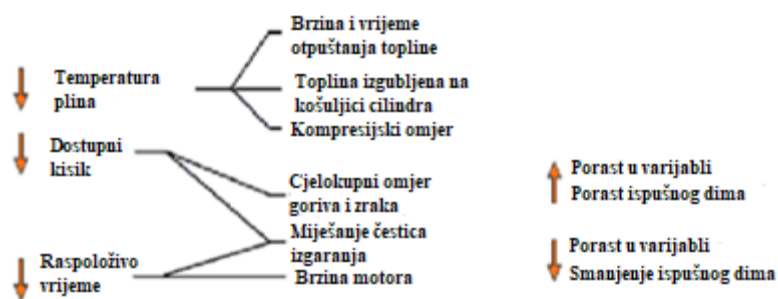 Brzina i vrijeme
otpuštanja topline
Temperatura
plina
Toplina izgubljena na
košuljici cilindra
Kompresijski omjer
Dostupni
kisik
Cjelokupni omjer
goriva i zraka
Miješanje čestica
izgaranja
Raspoloživo
vrijeme
Brzina motora
Porast u varijabli
Porast ispušnog dima
Porast u varijabli
Smanjenje ispušnog dima